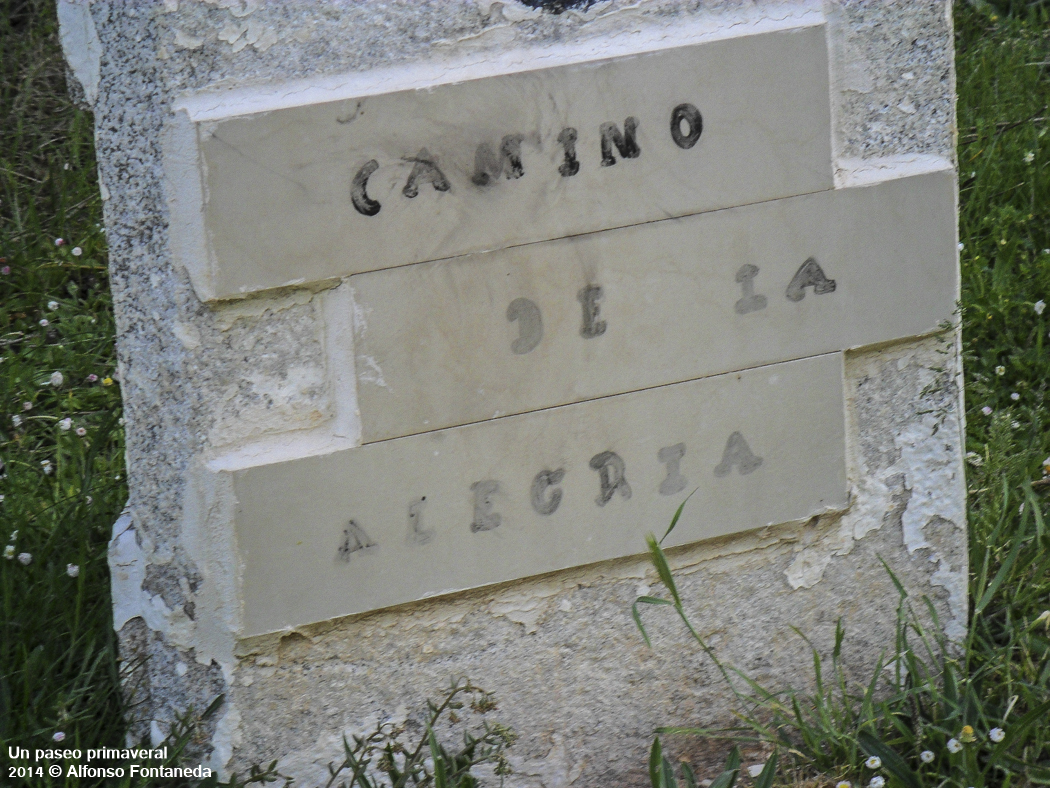 CAMINO
DE LA
ALEGRIA
Un paseo primaveral
2014 © Alfonso Fontaneda